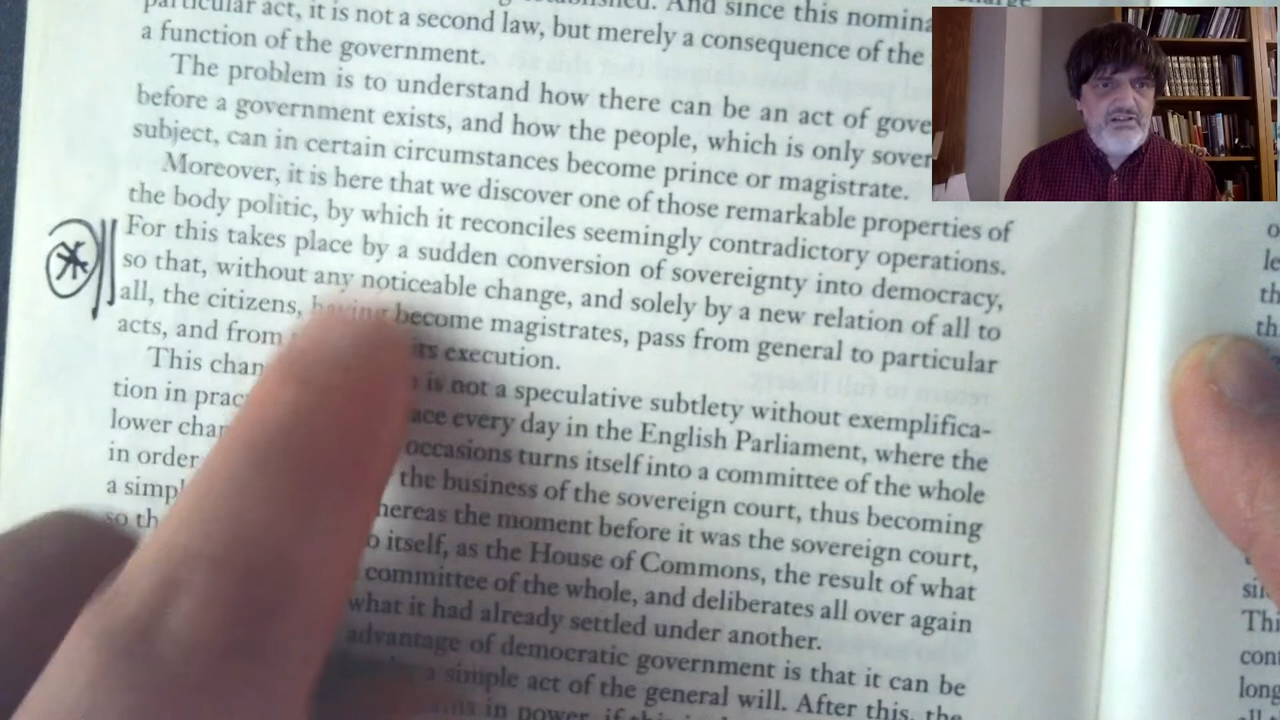 particular act, it is not a second law, but merely a consequence of the
a function of the government.
The problem is to understand how there can be an act of gove
before a government exists, and how the people, which is only sover
subject, can in certain circumstances become prince or magistrate.
Moreover, it is here that we discover one of those remarkable properties of
the body politic, by which it reconciles seemingly contradictory operations.
For this takes place by a sudden conversion of sovereignty into democracy,
so that, without any noticeable change, and solely by a new relation of all to
all, the citizens, having become magistrates, pass from general to particular
acts, and from its execution.
This chan is not a speculative subtlety without exemplifica-
tion in prac ace every day in the English Parliament, where the
lower cha occasions turns itself into a committee of the whole
in order the business of the sovereign court, thus becoming
a simpl hereas the moment before it was the sovereign court,
so th o itself, as the House of Commons, the result of what
committee of the whole, and deliberates all over again
what it had already settled under another.
advantage of democratic government is that it can be
a simple act of the general will. After this, the
in power, if this